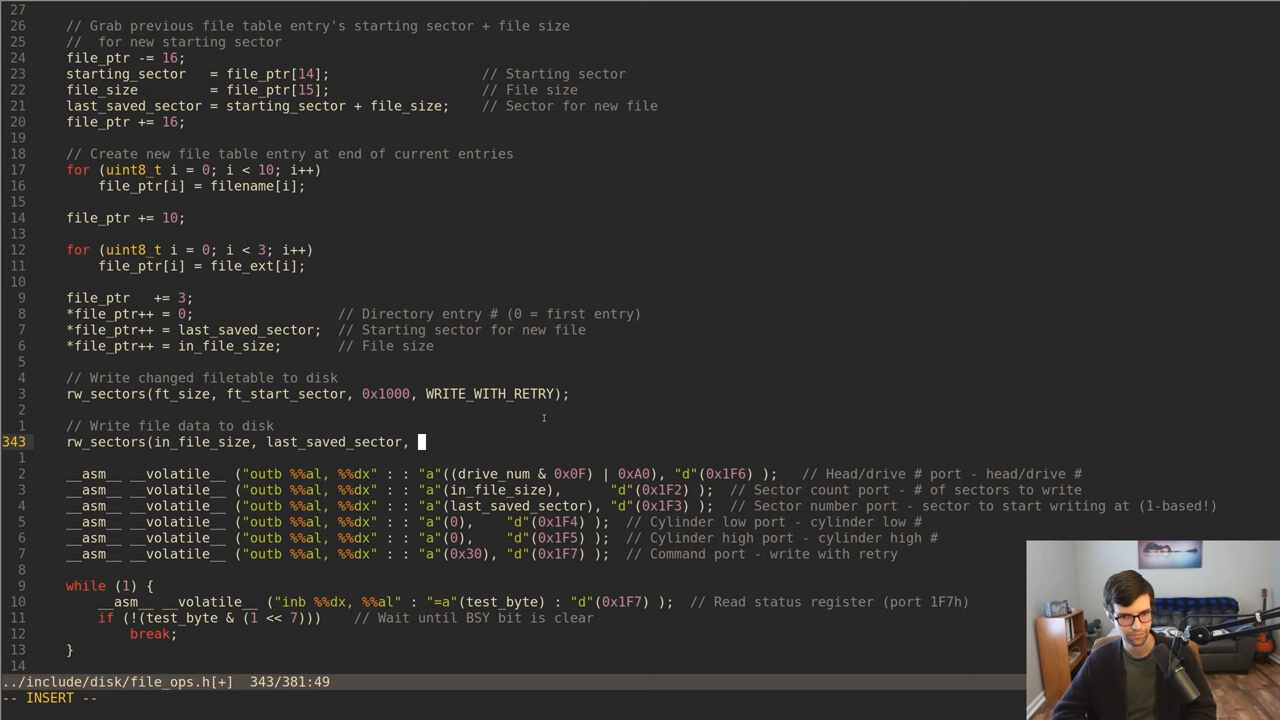 27
26 // Grab previous file table entry's starting sector + file size
25 //  for new starting sector
24 file_ptr -= 16;
23 starting_sector   = file_ptr[14];                   // Starting sector
22 file_size         = file_ptr[15];                   // File size
21 last_saved_sector = starting_sector + file_size;    // Sector for new file
20 file_ptr += 16;
19
18 // Create new file table entry at end of current entries
17 for (uint8_t i = 0; i < 10; i++)
16     file_ptr[i] = filename[i];
15
14 file_ptr += 10;
13
12 for (uint8_t i = 0; i < 3; i++)
11     file_ptr[i] = file_ext[i];
10
9 file_ptr   += 3;
8 *file_ptr++ = 0;                  // Directory entry # (0 = first entry)
7 *file_ptr++ = last_saved_sector;  // Starting sector for new file
6 *file_ptr++ = in_file_size;       // File size
5
4 // Write changed filetable to disk
3 rw_sectors(ft_size, ft_start_sector, 0x1000, WRITE_WITH_RETRY);
2
1 // Write file data to disk
343 rw_sectors(in_file_size, last_saved_sector,
1
2 __asm__ __volatile__ ("outb %%al, %%dx" : : "a"((drive_num & 0x0F) | 0xA0), "d"(0x1F6) );   // Head/drive # port - head/drive #
3 __asm__ __volatile__ ("outb %%al, %%dx" : : "a"(in_file_size),      "d"(0x1F2) );  // Sector count port - # of sectors to write
4 __asm__ __volatile__ ("outb %%al, %%dx" : : "a"(last_saved_sector), "d"(0x1F3) );  // Sector number port - sector to start writing at (1-based!)
5 __asm__ __volatile__ ("outb %%al, %%dx" : : "a"(0),    "d"(0x1F4) );  // Cylinder low port - cylinder low #
6 __asm__ __volatile__ ("outb %%al, %%dx" : : "a"(0),    "d"(0x1F5) );  // Cylinder high port - cylinder high #
7 __asm__ __volatile__ ("outb %%al, %%dx" : : "a"(0x30), "d"(0x1F7) );  // Command port - write with retry
8
9 while (1) {
10     __asm__ __volatile__ ("inb %%dx, %%al" : "=a"(test_byte) : "d"(0x1F7) );  // Read status register (port 1F7h)
11     if (!(test_byte & (1 << 7)))    // Wait until BSY bit is clear
12         break;
13 }
14
../include/disk/file_ops.h[+]  343/381:49
-- INSERT --